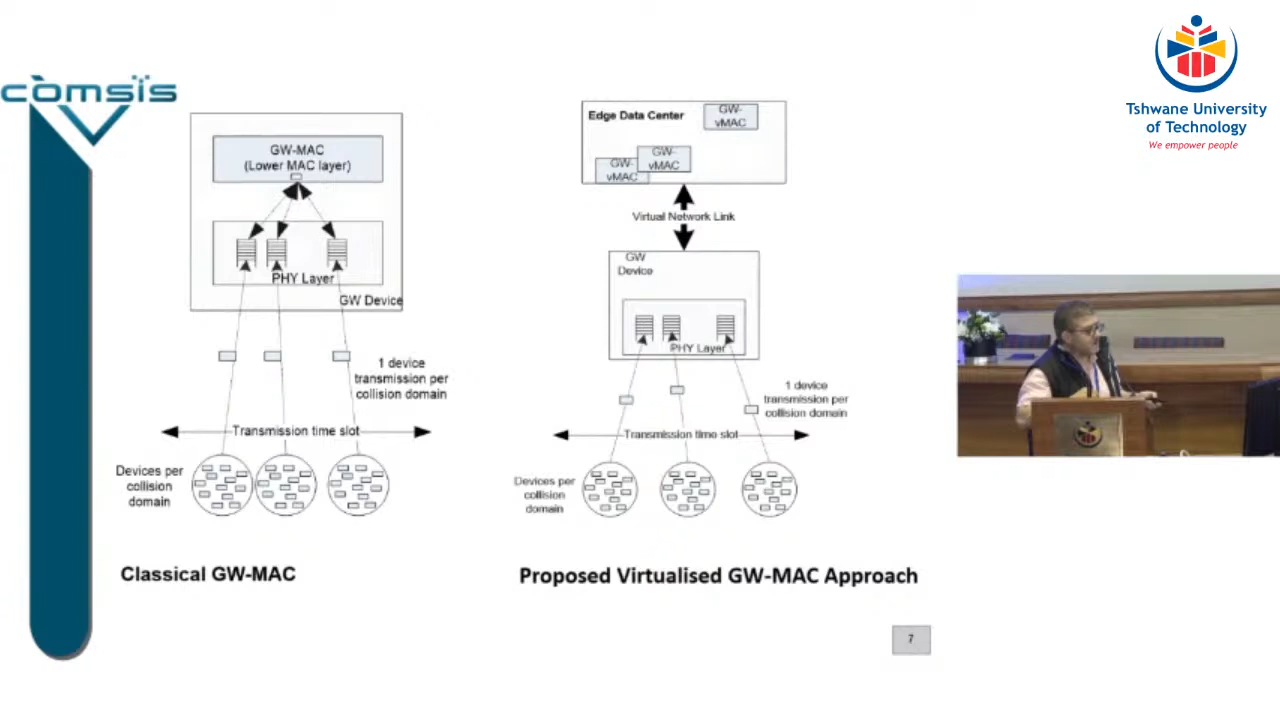 còmsïs
Tshwane University
of Technology
We empower people
GW-MAC
(Lower MAC layer)
PHY Layer
GW Device
1 device
transmission per
collision domain
Transmission time slot
Devices per
collision
domain
Classical GW-MAC
Edge Data Center
GW-
vMAC
GW-
vMAC
GW-
vMAC
Virtual Network Link
GW
Device
PHY Layer
1 device
transmission per
collision domain
Transmission time slot
Devices per
collision
domain
Proposed Virtualised GW-MAC Approach
7